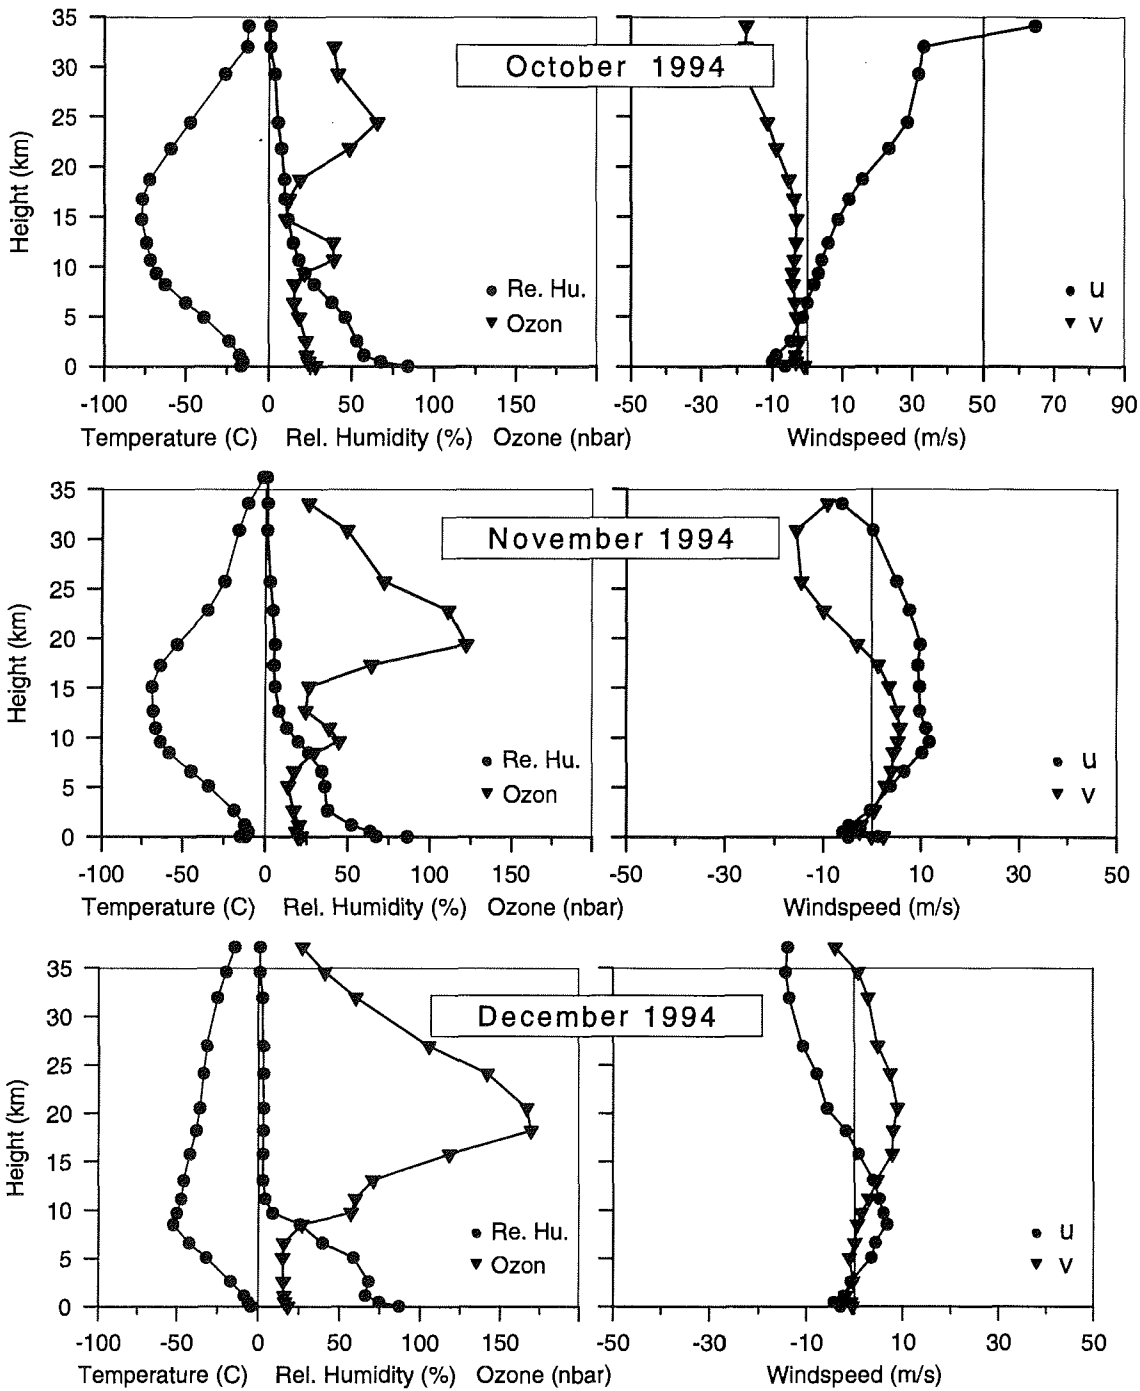 35
30
25
20
15
10
5
0
Height (km)
October 1994
Re. Hu.
Ozon
u
v
-100 -50 0 50 100 150
-50 -30 -10 10 30 50 70 90
Temperature (C) Rel. Humidity (%) Ozone (nbar)
Windspeed (m/s)
35
30
25
20
15
10
5
0
Height (km)
November 1994
Re. Hu.
Ozon
u
v
-100 -50 0 50 100 150
-50 -30 -10 10 30 50
Temperature (C) Rel. Humidity (%) Ozone (nbar)
Windspeed (m/s)
35
30
25
20
15
10
5
0
Height (km)
December 1994
Re. Hu.
Ozon
u
v
-100 -50 0 50 100 150
-50 -30 -10 10 30 50
Temperature (C) Rel. Humidity (%) Ozone (nbar)
Windspeed (m/s)